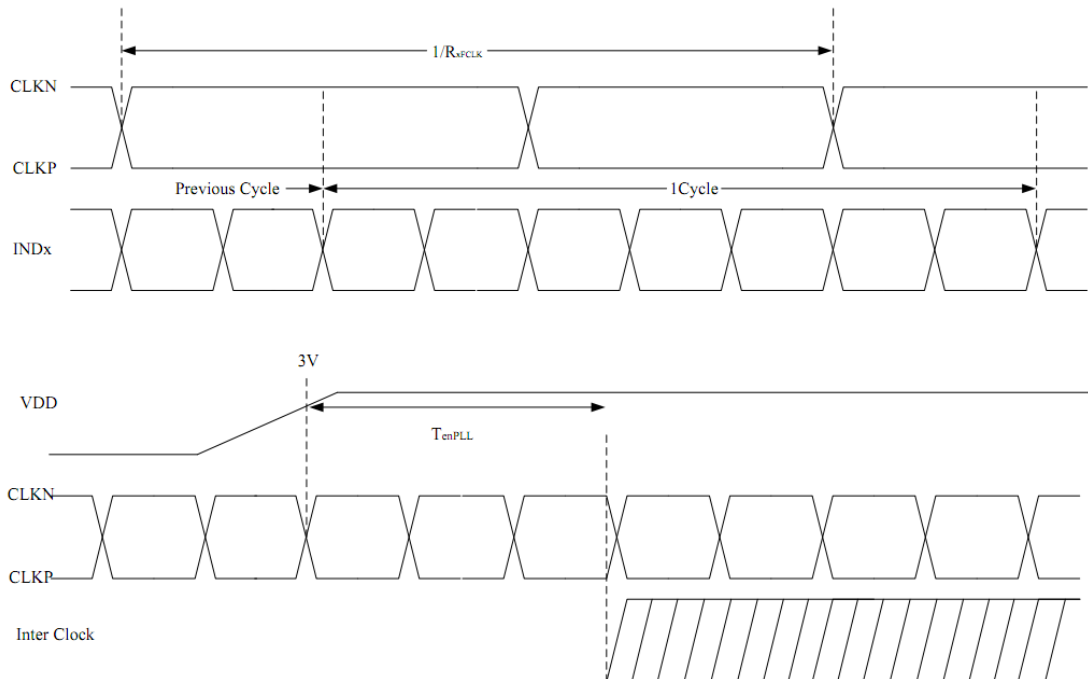 1/RxFCLK
CLKN
CLKP
Previous Cycle
1Cycle
INDx
3V
VDD
TenPLL
CLKN
CLKP
Inter Clock